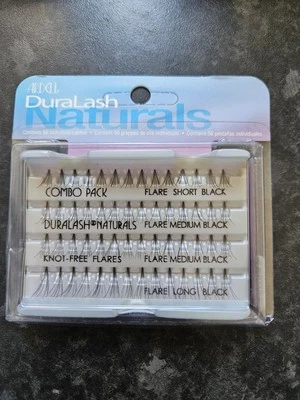 ARDELL
DuraLash
Naturals
COMBO PACK FLARE SHORT BLACK
DURALASH NATURALS FLARE MEDIUM BLACK
KNOT-FREE FLARES FLARE MEDIUM BLACK
FLARE LONG BLACK